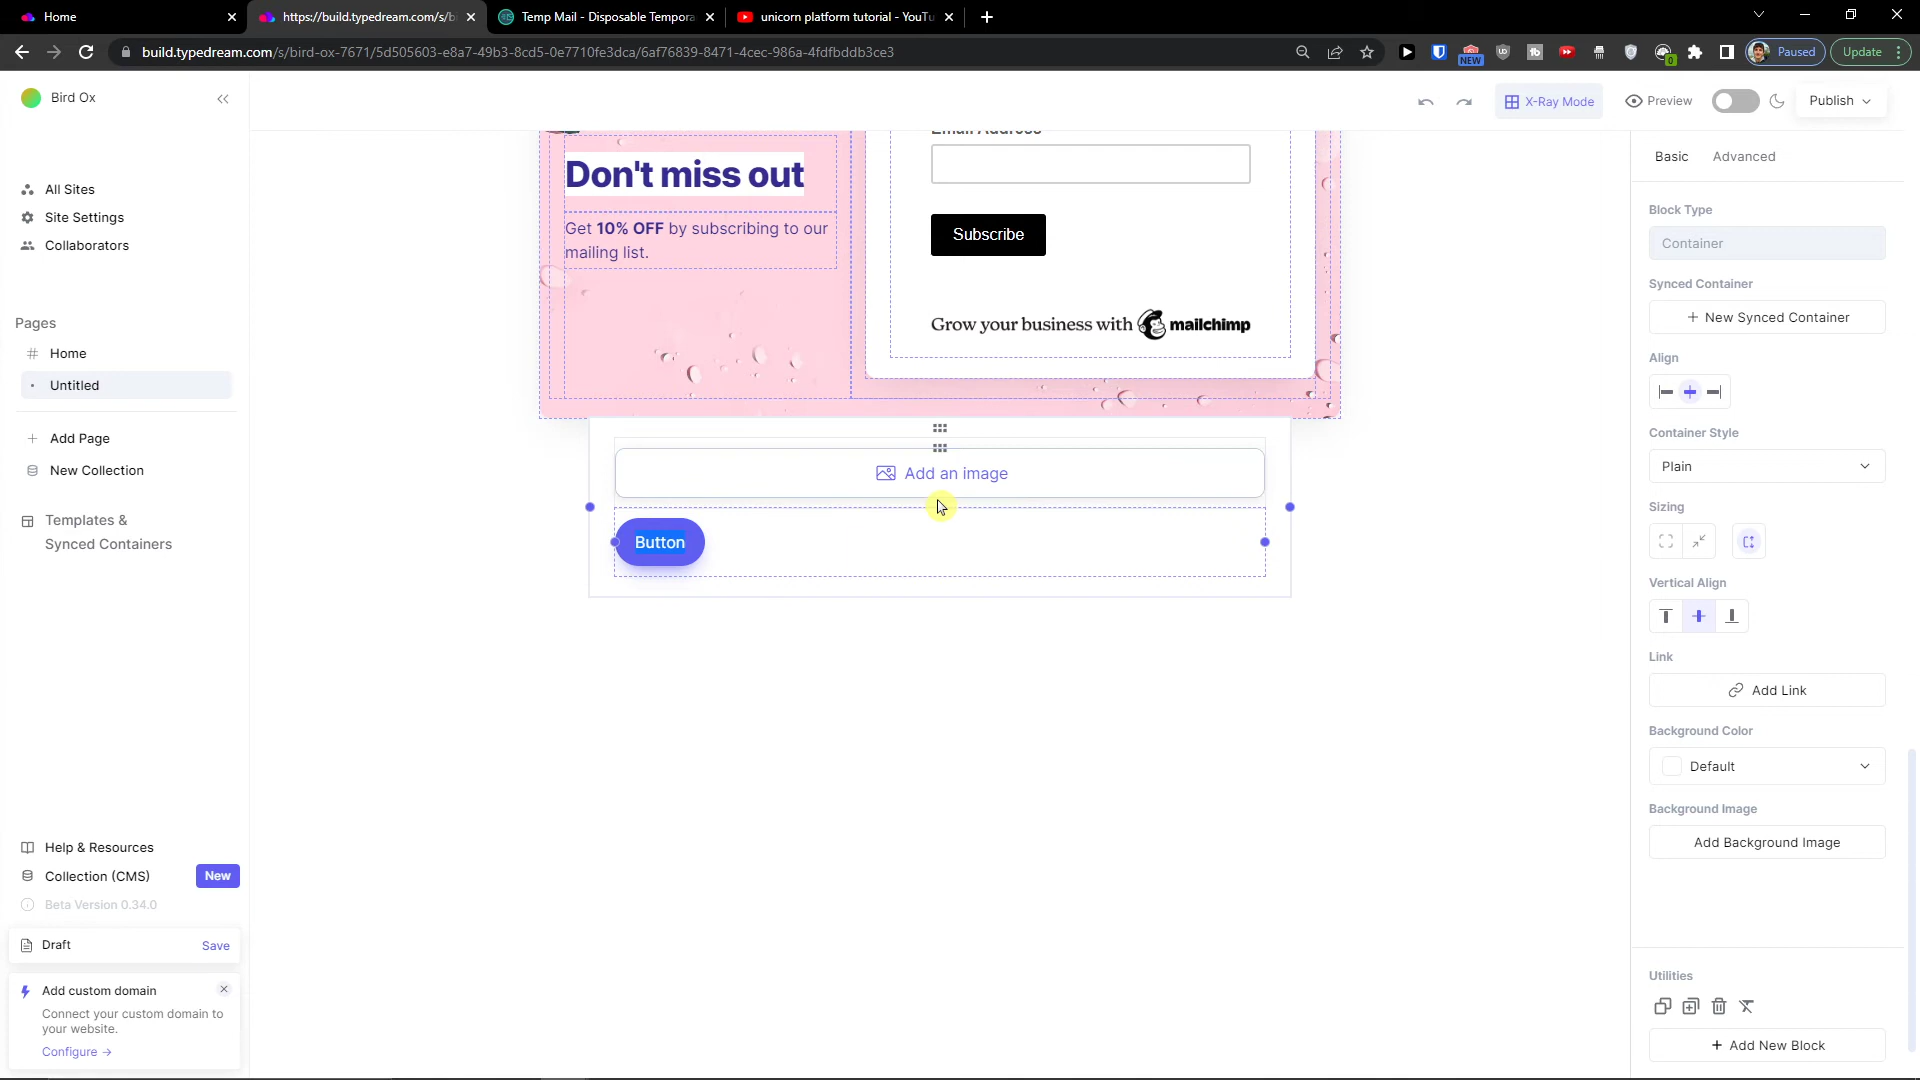 Home
https://build.typedream.com/s/bi
Temp Mail - Disposable Tempora
unicorn platform tutorial - YouTu
build.typedream.com/s/bird-ox-7671/5d505603-e8a7-49b3-8cd5-0e7710fe3dca/6af76839-8471-4cec-986a-4fdfbddb3ce3
NEW
0
Paused
Update
Bird Ox
X-Ray Mode
Preview
Publish
All Sites
Site Settings
Collaborators
Pages
Home
Untitled
Add Page
New Collection
Templates &
Synced Containers
Help & Resources
Collection (CMS)
New
Beta Version 0.34.0
Draft
Save
Add custom domain
Connect your custom domain to
your website.
Configure →
Email Address
Don't miss out
Get 10% OFF by subscribing to our
mailing list.
Subscribe
Grow your business with mailchimp
Add an image
Button
Basic
Advanced
Block Type
Container
Synced Container
+ New Synced Container
Align
Container Style
Plain
Sizing
Vertical Align
Link
Add Link
Background Color
Default
Background Image
Add Background Image
Utilities
+ Add New Block